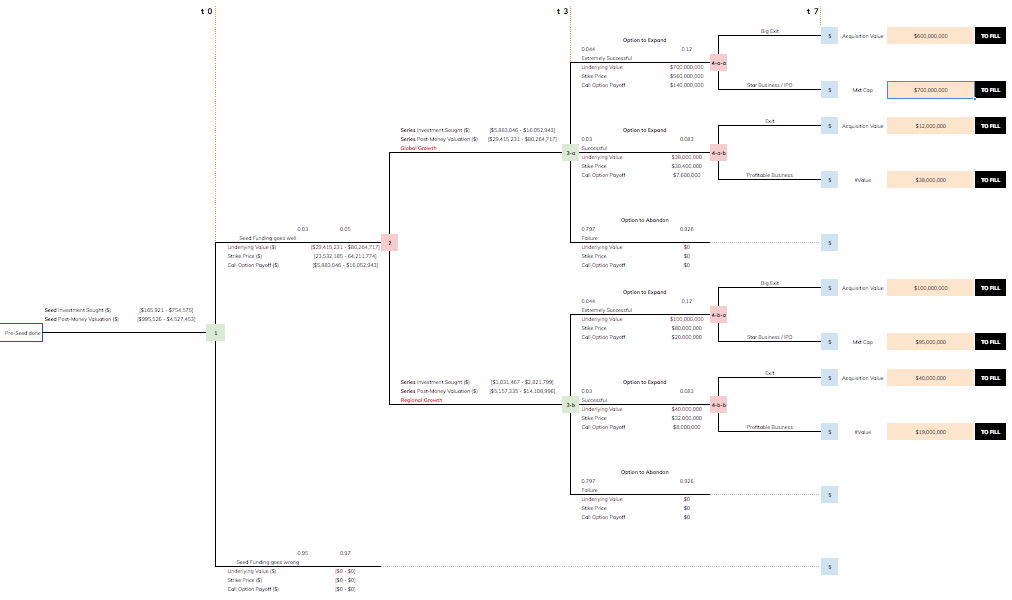 t 0
t 3
t 7
Pre-Seed done
Seed Investment Sought ($) [$165,921 - $754,575]
Seed Post-Money Valuation ($) [$995,526 - $4,527,453]
1
0.03 0.05
Seed Funding goes well
Underlying Value ($) [$29,415,231 - $80,264,717]
Strike Price ($) [23,532,185 - 64,211,774]
Call Option Payoff ($) [$5,883,046 - $16,052,943]
2
0.95 0.97
Seed Funding goes wrong
Underlying Value ($) [$0 - $0]
Strike Price ($) [$0 - $0]
Call Option Payoff ($) [$0 - $0]
5
Series Investment Sought ($) [$5,883,046 - $16,052,943]
Series Post-Money Valuation ($) [$29,415,231 - $80,264,717]
Global Growth
3-a
Option to Expand
0.044 0.12
Extremely Successful
Underlying Value $700,000,000
Stike Price $560,000,000
Call Option Payoff $140,000,000
4-a-a
Big Exit
5 Acquisition Value $600,000,000 TO FILL
Star Business / IPO
5 Mkt Cap $700,000,000 TO FILL
Option to Expand
0.03 0.083
Successful
Underlying Value $38,000,000
Stike Price $30,400,000
Call Option Payoff $7,600,000
4-a-b
Exit
5 Acquisition Value $12,000,000 TO FILL
Profitable Business
5 #Value $38,000,000 TO FILL
Option to Abandon
0.797 0.926
Failure
Underlying Value $0
Stike Price $0
Call Option Payoff $0
5
Series Investment Sought ($) [$1,031,467 - $2,821,799]
Series Post-Money Valuation ($) [$5,157,335 - $14,108,996]
Regional Growth
3-b
Option to Expand
0.044 0.12
Extremely Successful
Underlying Value $100,000,000
Stike Price $80,000,000
Call Option Payoff $20,000,000
4-b-a
Big Exit
5 Acquisition Value $100,000,000 TO FILL
Star Business / IPO
5 Mkt Cap $95,000,000 TO FILL
Option to Expand
0.03 0.083
Successful
Underlying Value $40,000,000
Stike Price $32,000,000
Call Option Payoff $8,000,000
4-b-b
Exit
5 Acquisition Value $40,000,000 TO FILL
Profitable Business
5 #Value $19,000,000 TO FILL
Option to Abandon
0.797 0.926
Failure
Underlying Value $0
Stike Price $0
Call Option Payoff $0
5